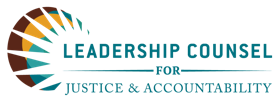 LEADERSHIP COUNSEL
FOR
JUSTICE & ACCOUNTABILITY